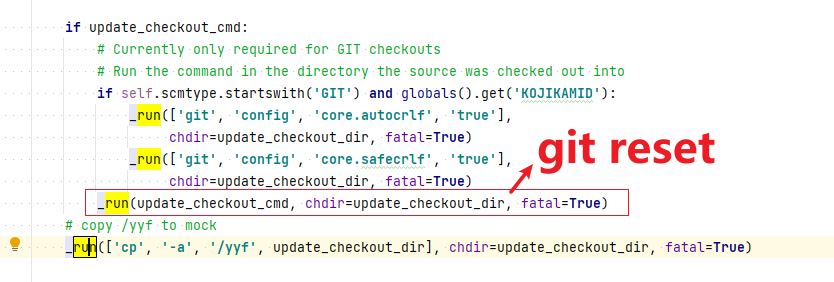 if update_checkout_cmd:
# Currently only required for GIT checkouts
# Run the command in the directory the source was checked out into
if self.scmtype.startswith('GIT') and globals().get('KOJIKAMID'):
_run(['git', 'config', 'core.autocrlf', 'true'],
chdir=update_checkout_dir, fatal=True)
_run(['git', 'config', 'core.safecrlf', 'true'],
chdir=update_checkout_dir, fatal=True)
git reset
_run(update_checkout_cmd, chdir=update_checkout_dir, fatal=True)
# copy /yyf to mock
_run(['cp', '-a', '/yyf', update_checkout_dir], chdir=update_checkout_dir, fatal=True)